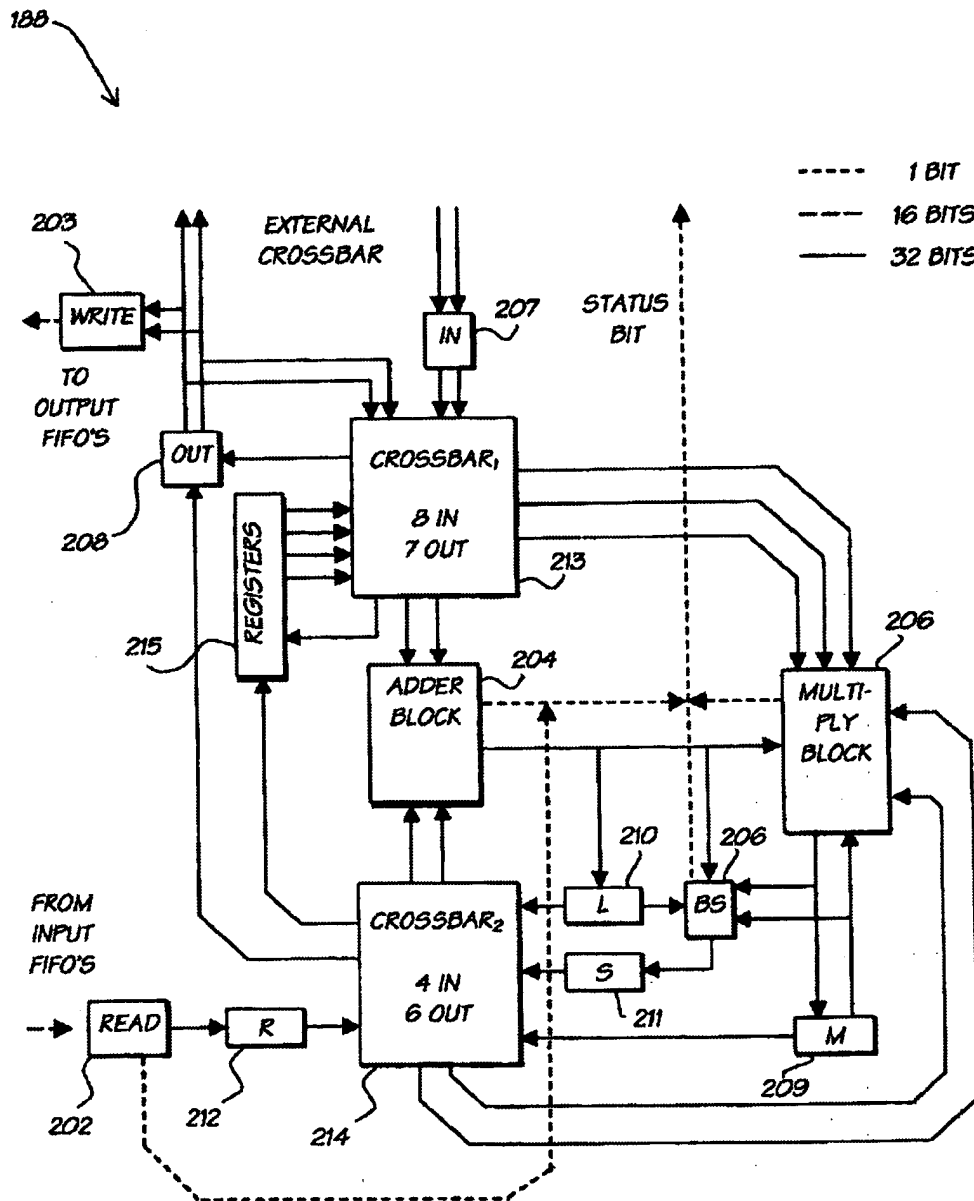 188
1 BIT
16 BITS
32 BITS
203
EXTERNAL
CROSSBAR
WRITE
207
IN
STATUS
BIT
TO
OUTPUT
FIFO'S
OUT
208
CROSSBAR₁
8 IN
7 OUT
213
REGISTERS
215
204
206
ADDER
BLOCK
MULTI-
PLY
BLOCK
210
206
L
BS
FROM
INPUT
FIFO'S
CROSSBAR₂
4 IN
6 OUT
S
211
READ
R
M
202
212
214
209